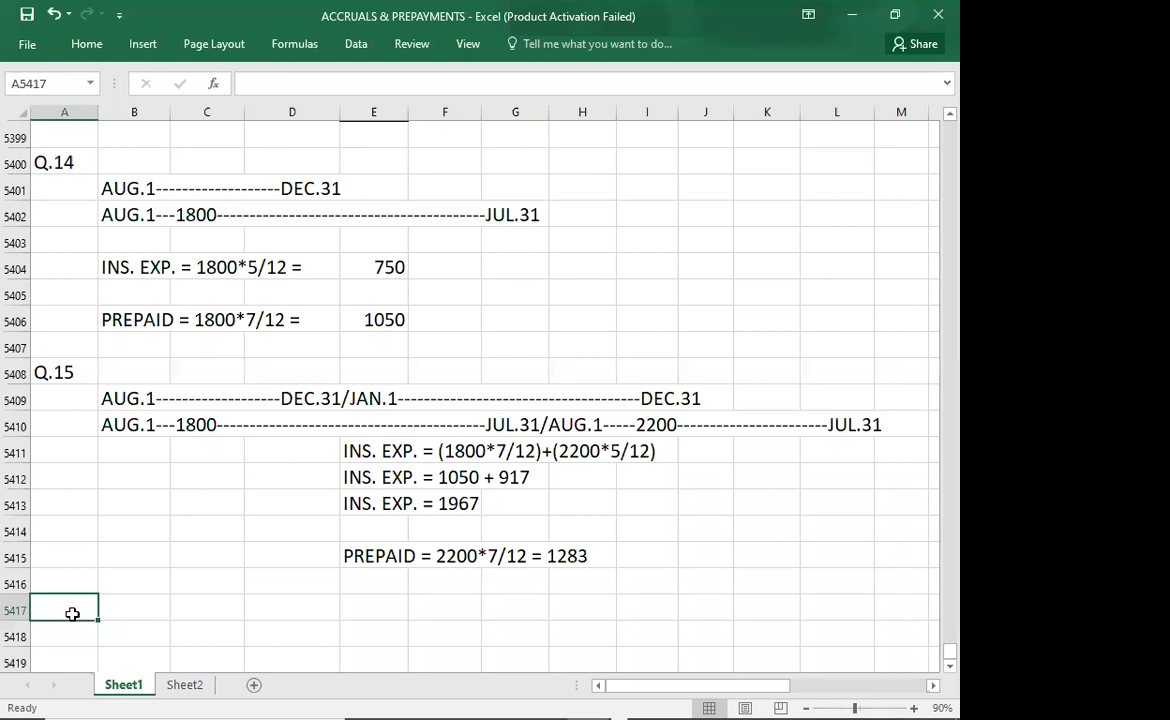 ACCRUALS & PREPAYMENTS - Excel (Product Activation Failed)
File Home Insert Page Layout Formulas Data Review View Tell me what you want to do... Share
A5417 fx
A B C D E F G H I J K L M
5399
5400 Q.14
5401 AUG.1-------------------DEC.31
5402 AUG.1---1800-----------------------------------------JUL.31
5403
5404 INS. EXP. = 1800*5/12 = 750
5405
5406 PREPAID = 1800*7/12 = 1050
5407
5408 Q.15
5409 AUG.1-------------------DEC.31/JAN.1-------------------------------------DEC.31
5410 AUG.1---1800-----------------------------------------JUL.31/AUG.1-----2200-----------------------JUL.31
5411 INS. EXP. = (1800*7/12)+(2200*5/12)
5412 INS. EXP. = 1050 + 917
5413 INS. EXP. = 1967
5414
5415 PREPAID = 2200*7/12 = 1283
5416
5417
5418
5419
Sheet1 Sheet2
Ready 90%